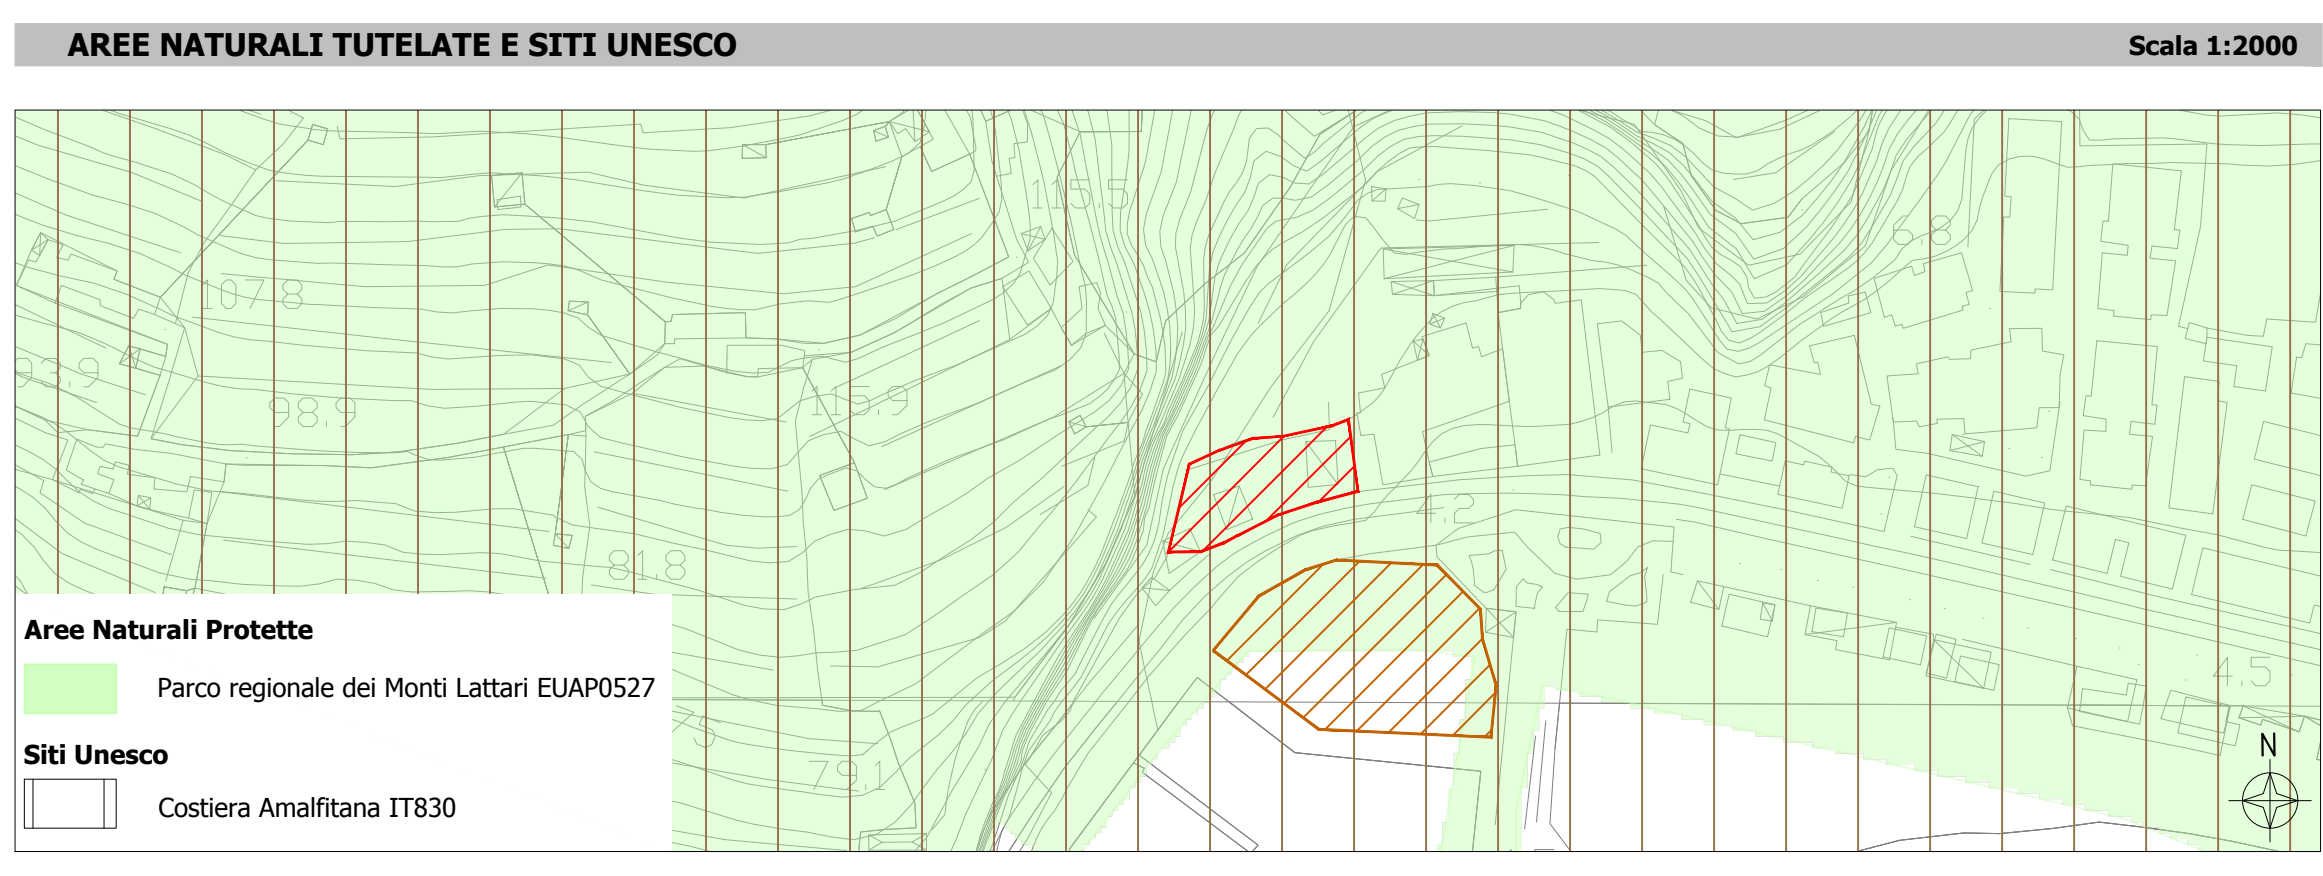 AREE NATURALI TUTELATE E SITI UNESCO
Scala 1:2000
115,5
6,8
107,8
93,9
98,9
115,9
4,2
81,8
Aree Naturali Protette
Parco regionale dei Monti Lattari EUAP0527
4,5
Siti Unesco
N
79,1
Costiera Amalfitana IT830